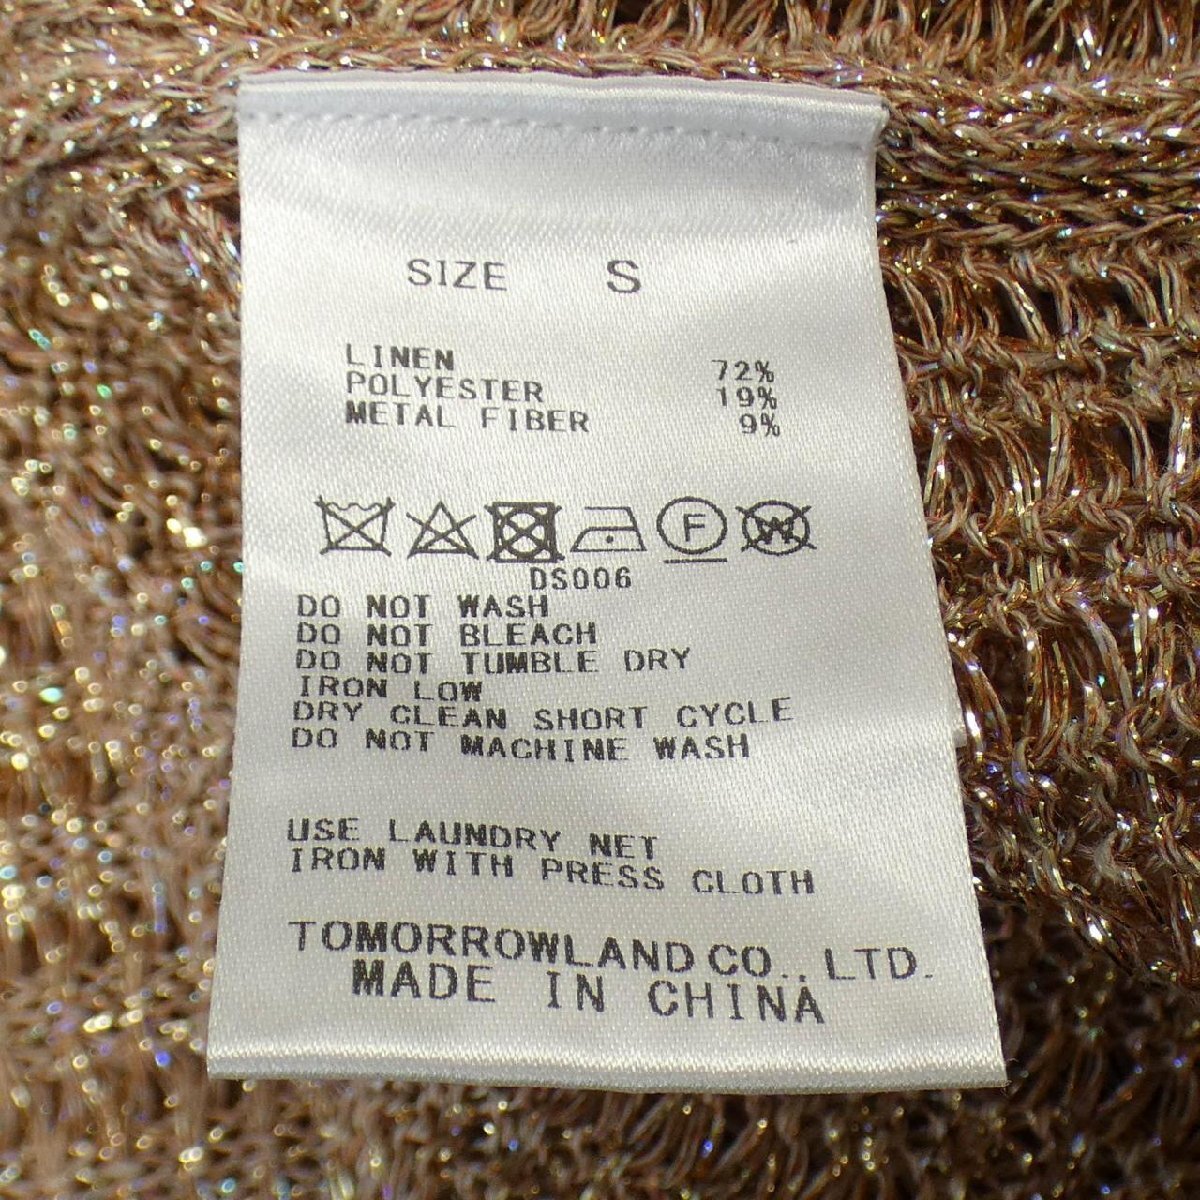 SIZE S
LINEN 72%
POLYESTER 19%
METAL FIBER 9%
F W
DS006
DO NOT WASH
DO NOT BLEACH
DO NOT TUMBLE DRY
IRON LOW
DRY CLEAN SHORT CYCLE
DO NOT MACHINE WASH
USE LAUNDRY NET
IRON WITH PRESS CLOTH
TOMORROWLAND CO., LTD.
MADE IN CHINA